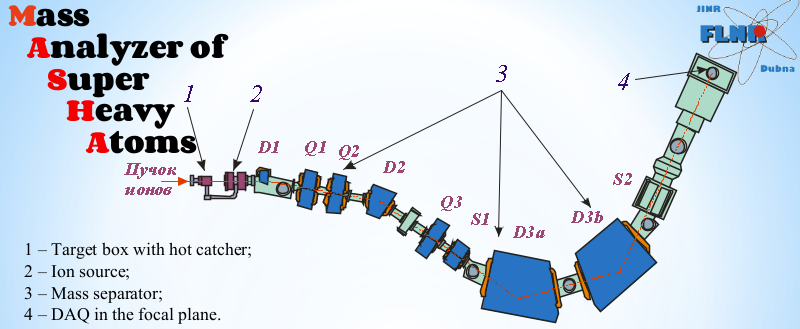 Mass
Analyzer of
Super
Heavy
Atoms
JINR
FLNR
Dubna
1
2
3
4
D1
Q1
Q2
D2
Q3
S1
D3a
D3b
S2
Пучок
ионов
1 – Target box with hot catcher;
2 – Ion source;
3 – Mass separator;
4 – DAQ in the focal plane.